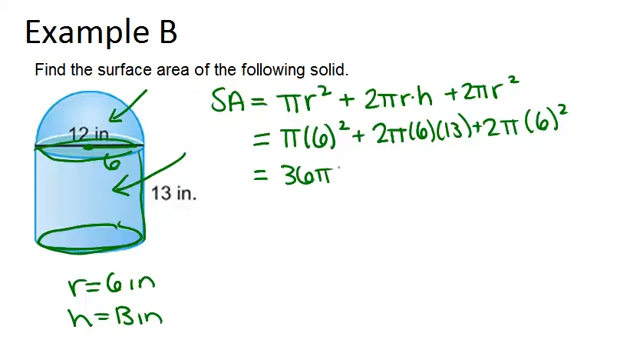 Example B
Find the surface area of the following solid.
SA = πr² + 2πr·h + 2πr²
= π(6)² + 2π(6)(13) + 2π(6)²
= 36π
12 in
6
13 in.
r = 6 in
h = 13 in